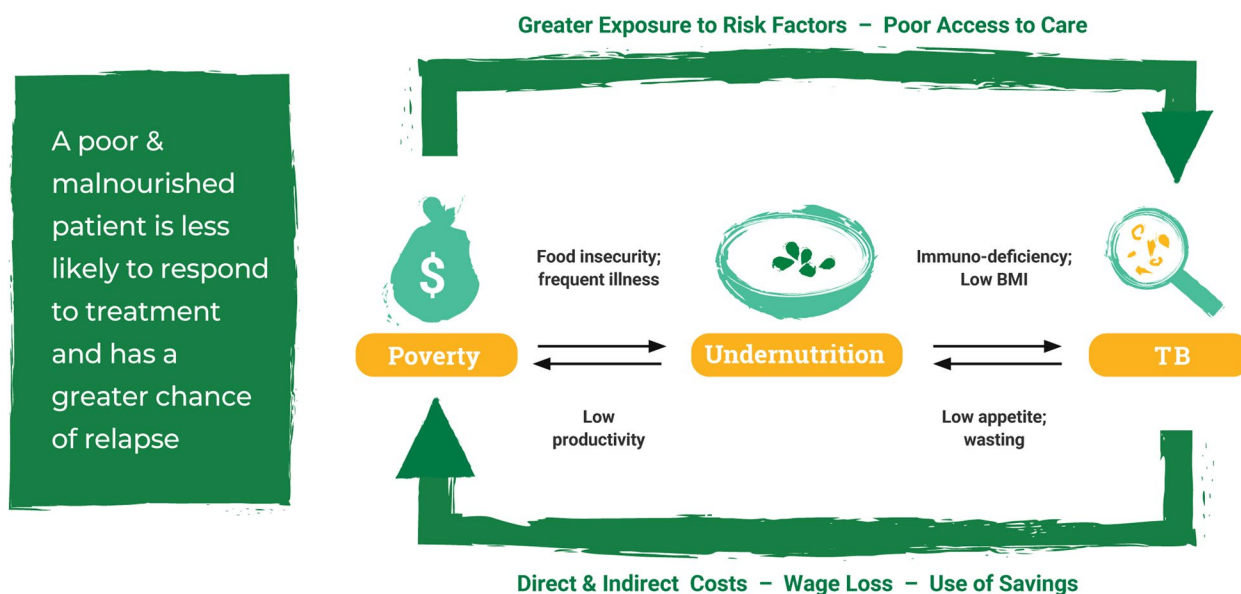 Greater Exposure to Risk Factors – Poor Access to Care
A poor &
malnourished
patient is less
likely to respond
to treatment
and has a
greater chance
of relapse
$
Food insecurity;
frequent illness
Immuno-deficiency;
Low BMI
Poverty
Undernutrition
TB
Low
productivity
Low appetite;
wasting
Direct & Indirect Costs – Wage Loss – Use of Savings